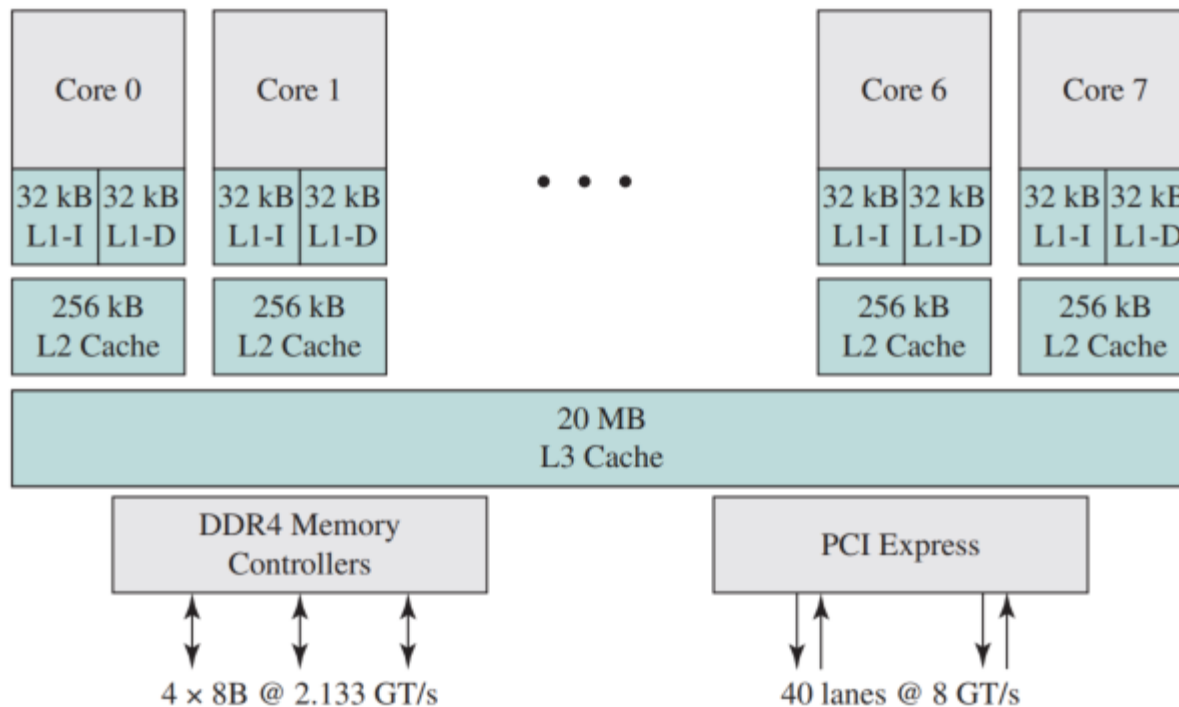 Core 0
Core 1
Core 6
Core 7
32 kB 32 kB
L1-I L1-D
32 kB 32 kB
L1-I L1-D
32 kB 32 kB
L1-I L1-D
32 kB 32 kB
L1-I L1-D
256 kB
L2 Cache
256 kB
L2 Cache
256 kB
L2 Cache
256 kB
L2 Cache
20 MB
L3 Cache
DDR4 Memory
Controllers
PCI Express
4 × 8B @ 2.133 GT/s
40 lanes @ 8 GT/s